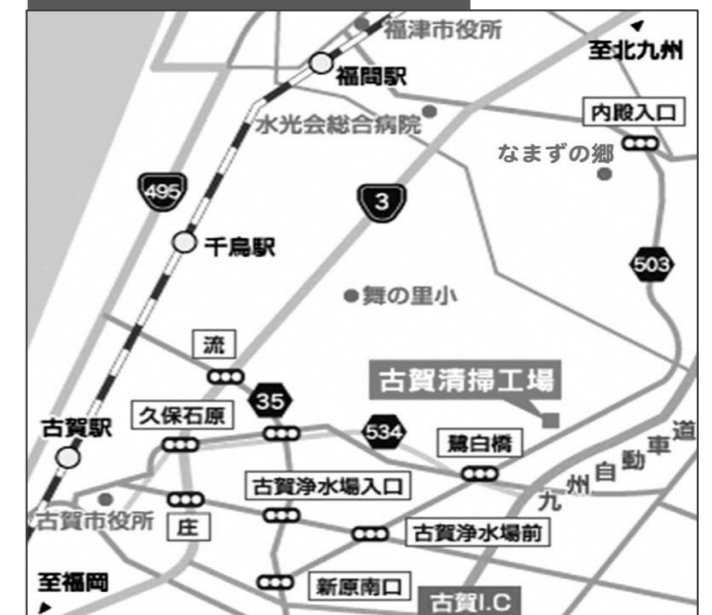 福津市役所
至北九州
福間駅
内殿入口
水光会総合病院
なまずの郷
495
3
千鳥駅
503
舞の里小
流
古賀清掃工場
35
久保石原
古賀駅
534
鷺白橋
九州自動車道
古賀浄水場入口
古賀市役所
庄
古賀浄水場前
至福岡
新原南口
古賀I.C